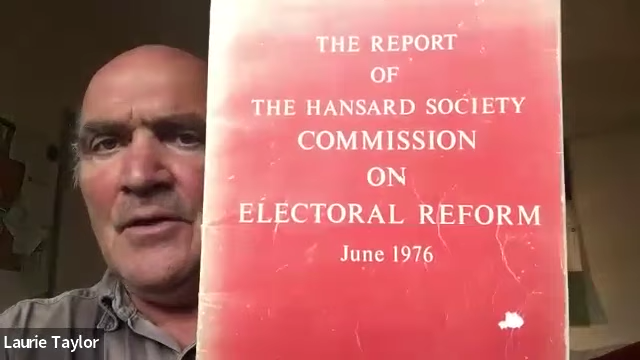 THE REPORT
OF
THE HANSARD SOCIETY
COMMISSION
ON
ELECTORAL REFORM
June 1976
Laurie Taylor